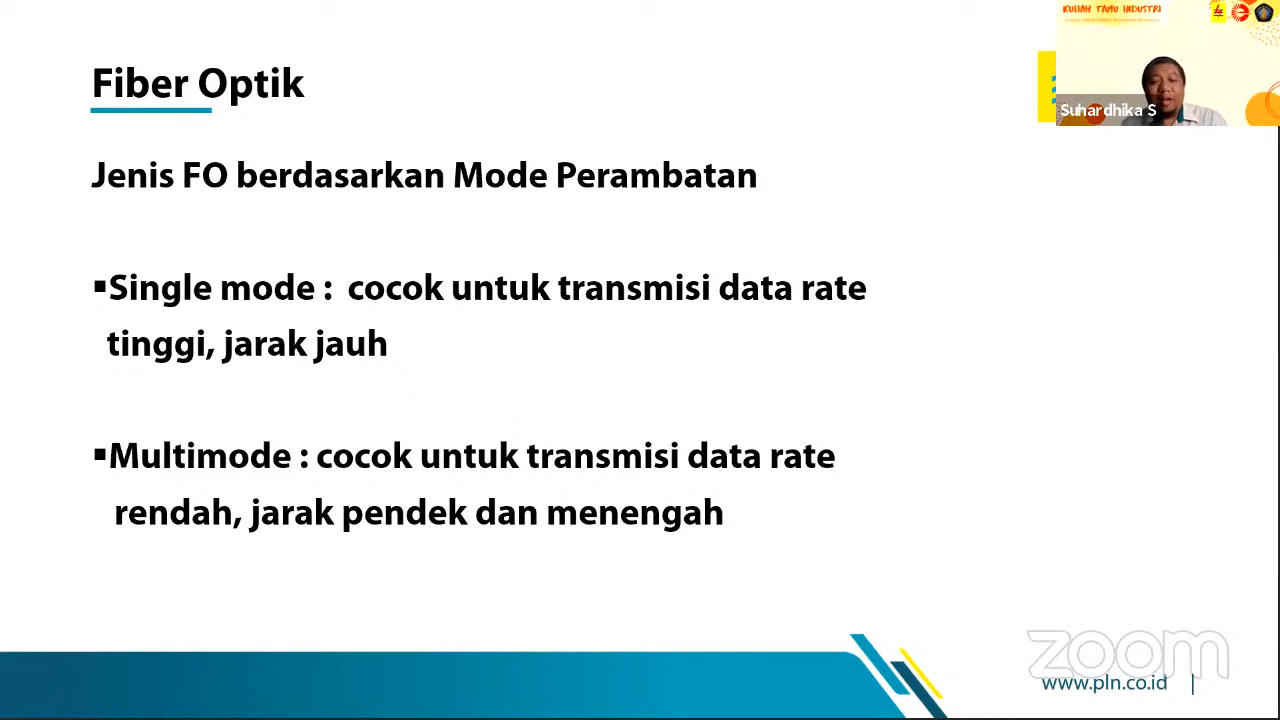 KULIAH TAMU INDUSTRI
Suhardhika S
Fiber Optik
Jenis FO berdasarkan Mode Perambatan
▪Single mode : cocok untuk transmisi data rate
tinggi, jarak jauh
▪Multimode : cocok untuk transmisi data rate
rendah, jarak pendek dan menengah
zoom
www.pln.co.id |